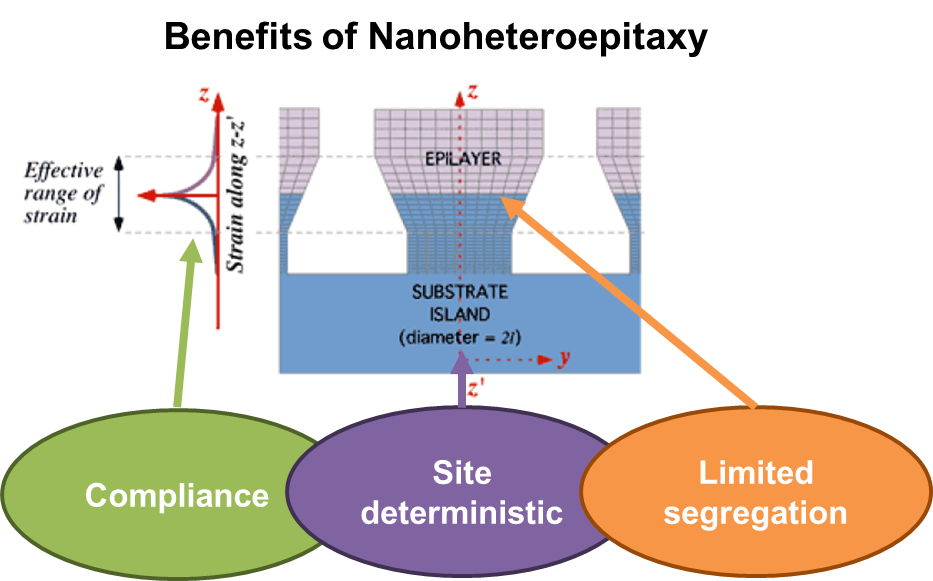 Benefits of Nanoheteroepitaxy
z
Strain along z-z'
Effective
range of
strain
z
EPILAYER
SUBSTRATE
ISLAND
(diameter = 2l)
y
z'
Compliance
Site
deterministic
Limited
segregation